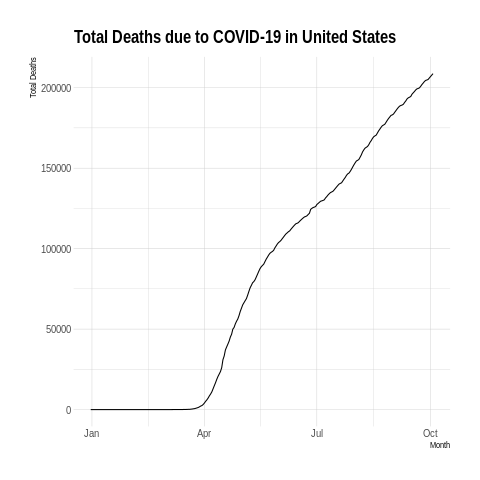 Total Deaths due to COVID-19 in United States
Total Deaths
200000
150000
100000
50000
0
Jan Apr Jul Oct
Month